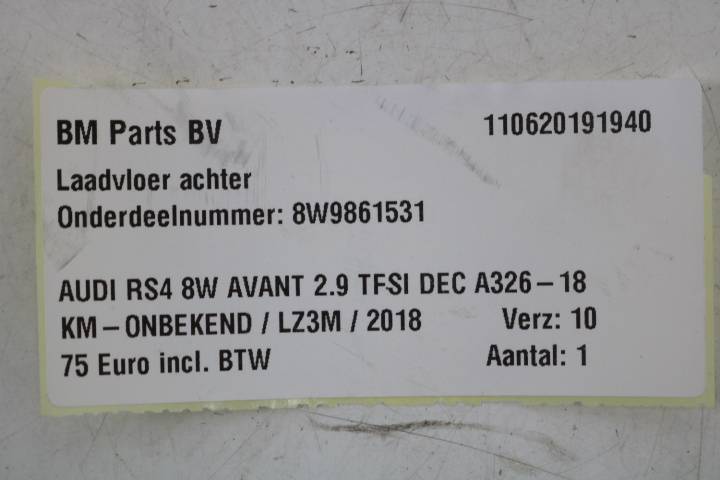 BM Parts BV 110620191940
Laadvloer achter
Onderdeelnummer: 8W9861531
AUDI RS4 8W AVANT 2.9 TFSI DEC A326-18
KM-ONBEKEND / LZ3M / 2018 Verz: 10
75 Euro incl. BTW Aantal: 1